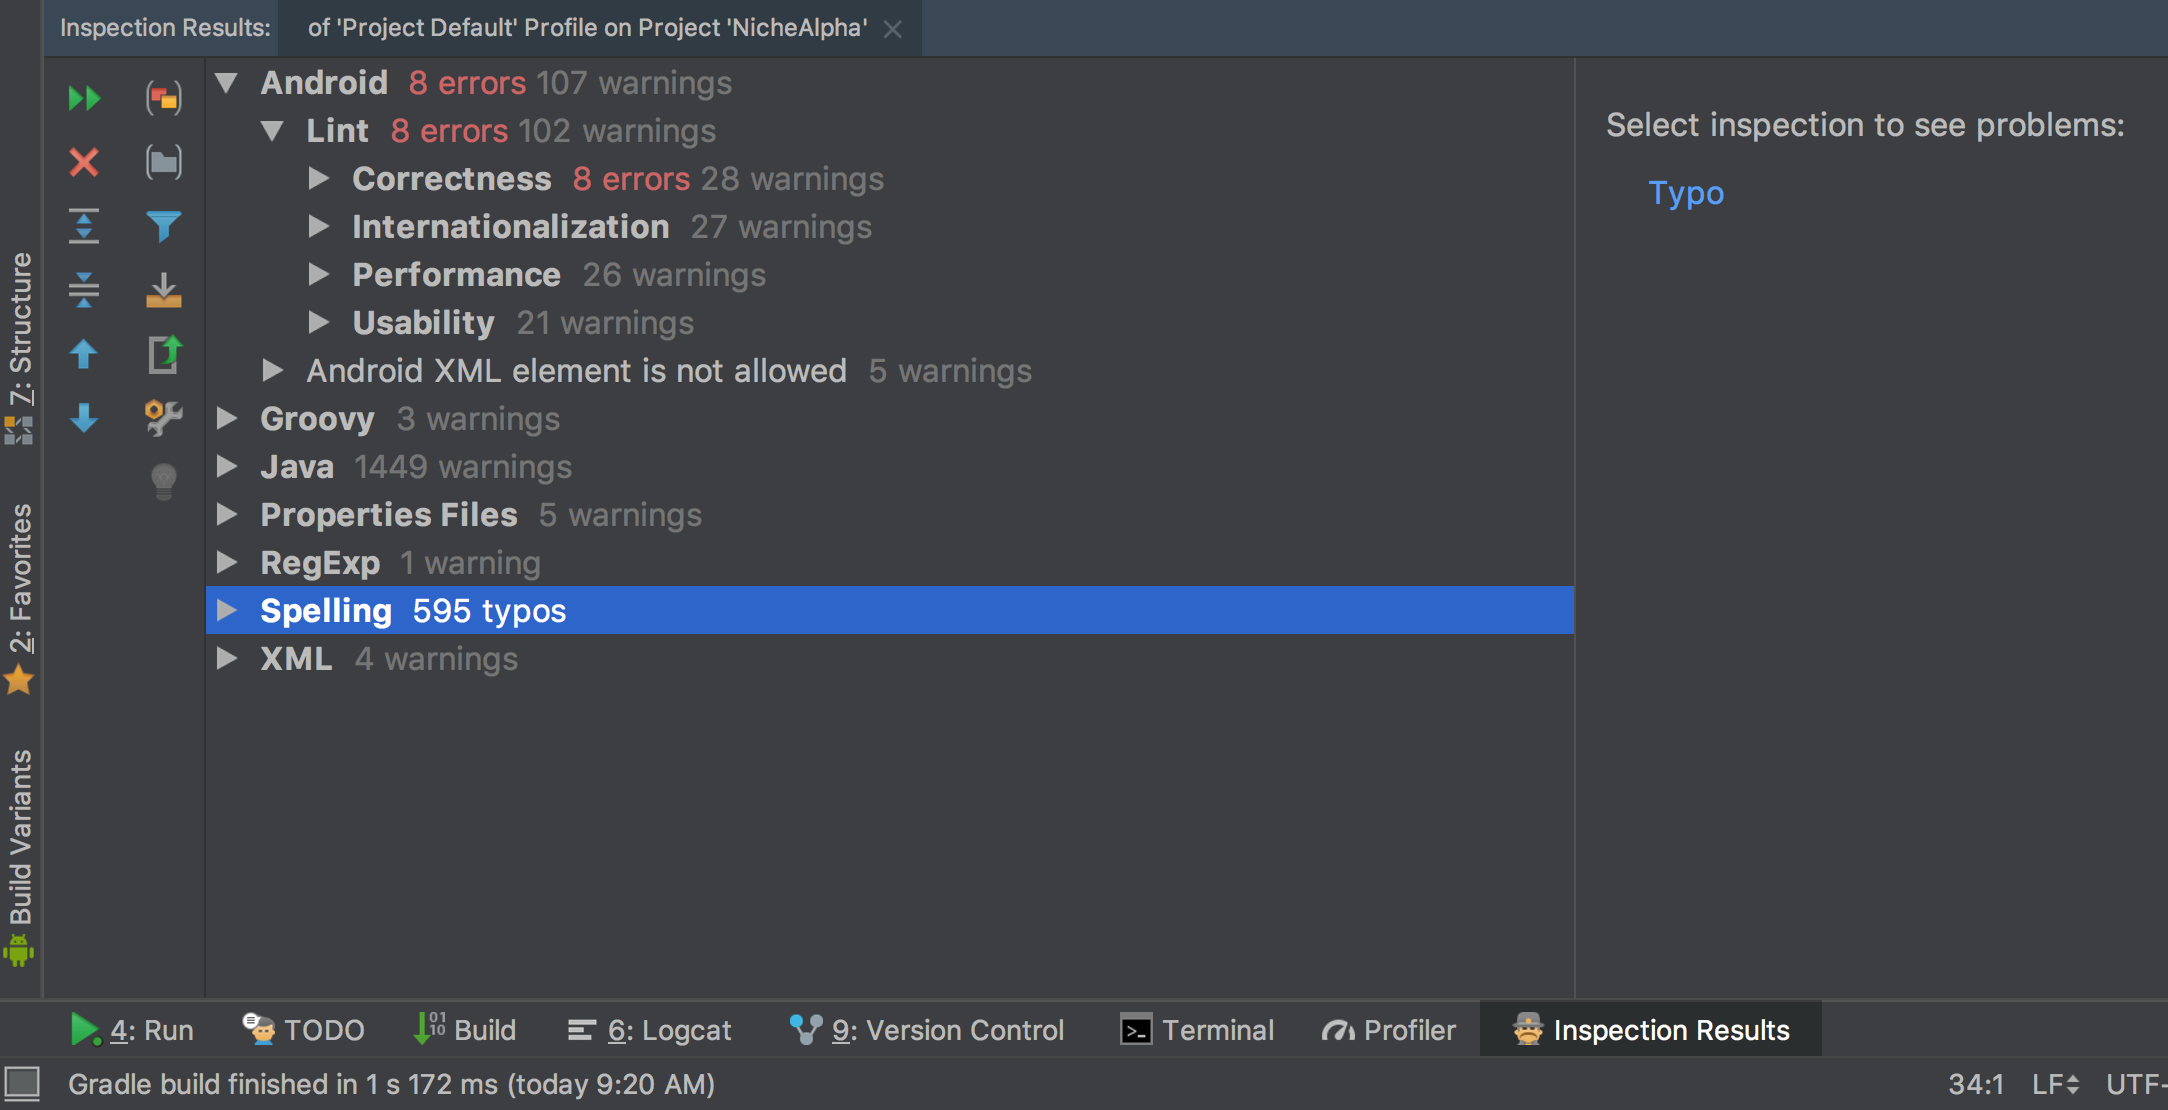 Inspection Results: of 'Project Default' Profile on Project 'NicheAlpha'
Android 8 errors 107 warnings
Lint 8 errors 102 warnings
Correctness 8 errors 28 warnings
Internationalization 27 warnings
Performance 26 warnings
Usability 21 warnings
Android XML element is not allowed 5 warnings
Groovy 3 warnings
Java 1449 warnings
Properties Files 5 warnings
RegExp 1 warning
Spelling 595 typos
XML 4 warnings
Select inspection to see problems:
Typo
7: Structure
2: Favorites
Build Variants
4: Run
TODO
01
10
Build
6: Logcat
9: Version Control
Terminal
Profiler
Inspection Results
Gradle build finished in 1 s 172 ms (today 9:20 AM)
34:1 LF UTF-